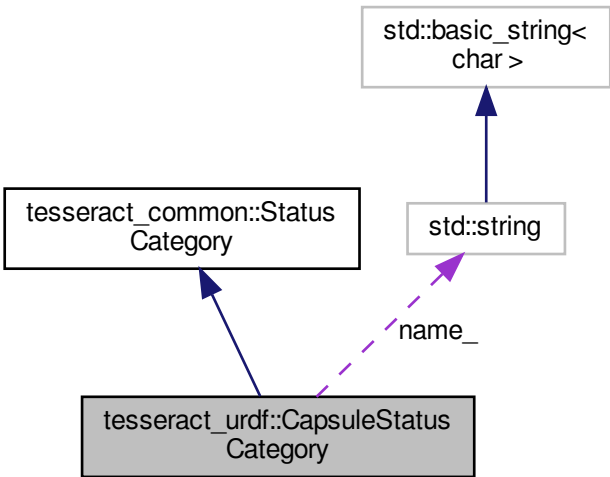 std::basic_string<
char >
tesseract_common::Status
Category
std::string
name_
tesseract_urdf::CapsuleStatus
Category